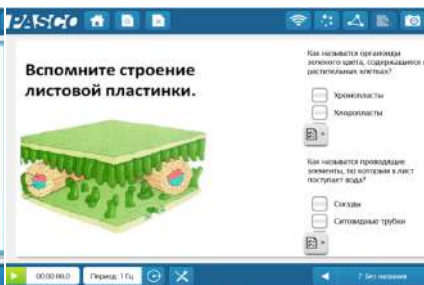 PASCO
Вспомните строение
листовой пластинки.
Как называются органоиды
зеленого цвета, содержащиеся в
растительных клетках?
Хромопласты
Хлоропласты
Как называются проводящие
элементы, по которым в лист
поступает вода?
Сосуды
Ситовидные трубки
00:00:00,0
Период: 1 Гц
7: Без названия